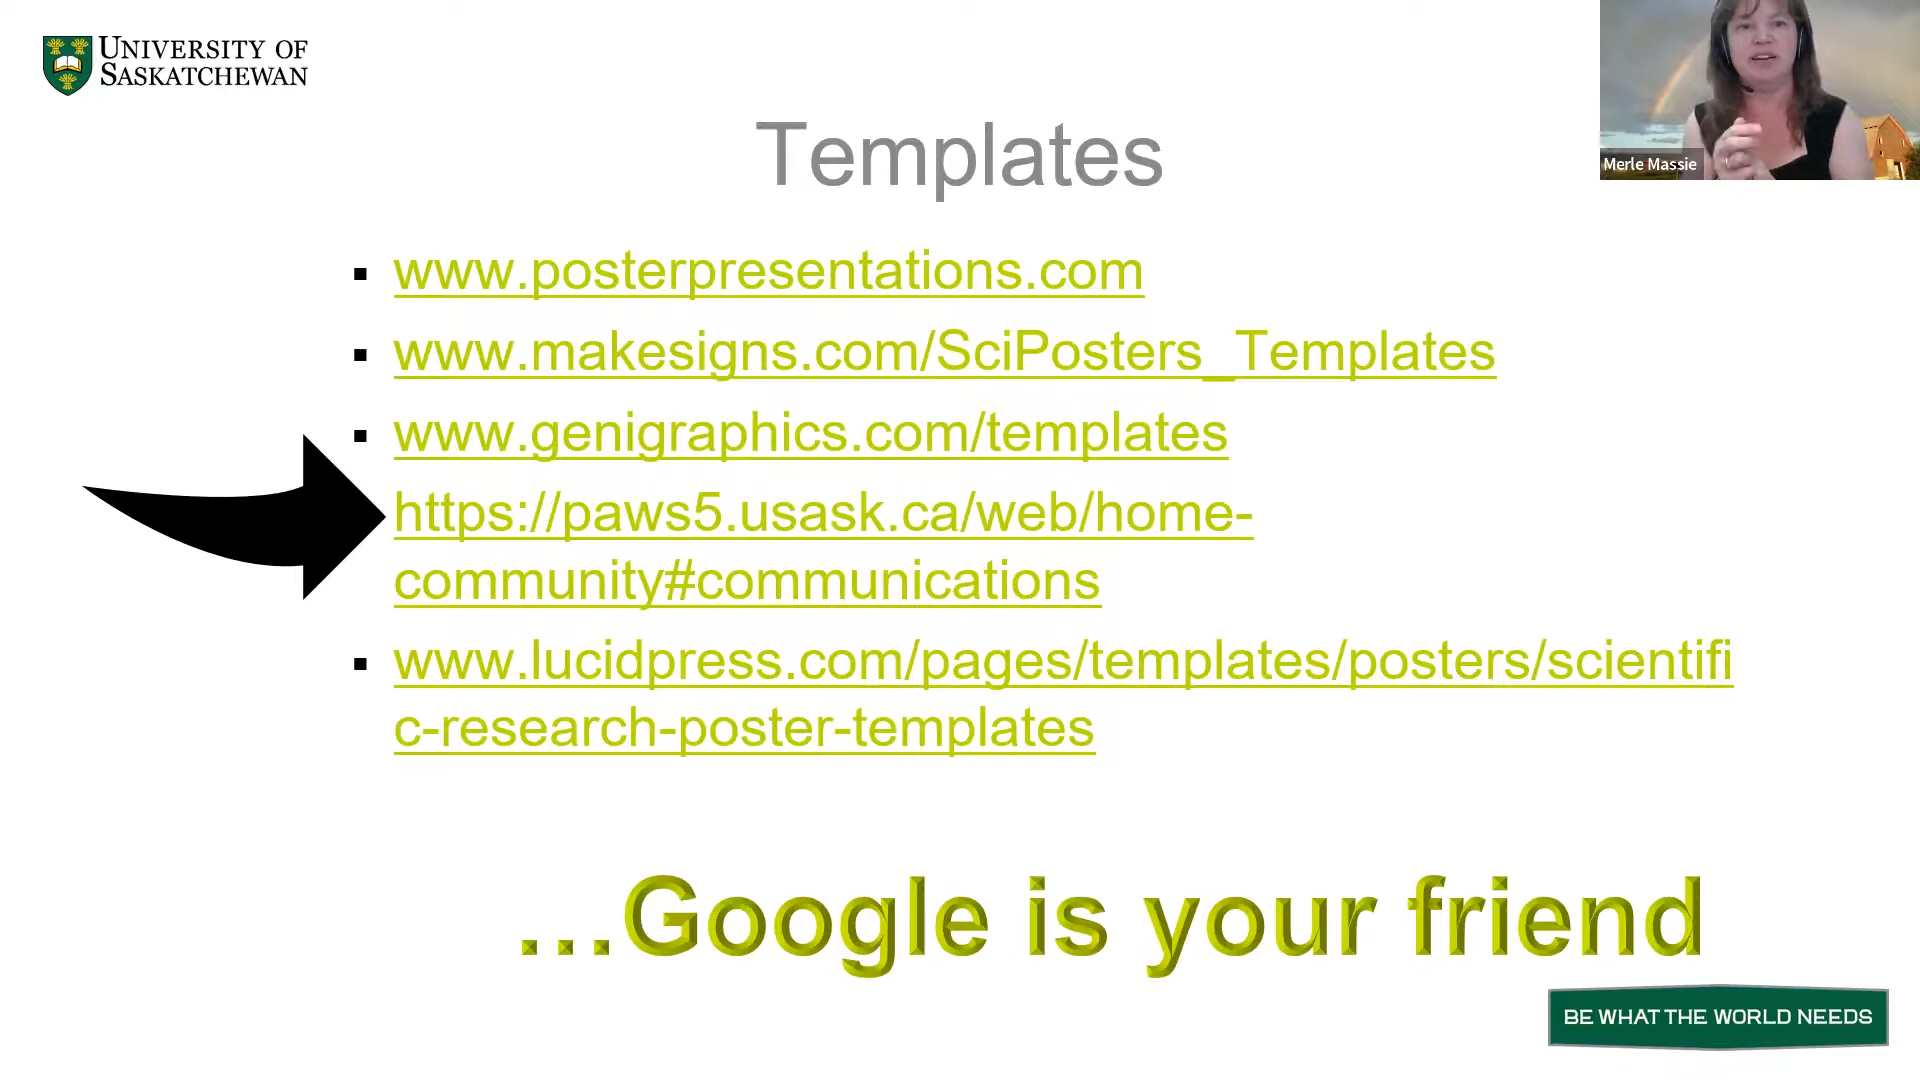 UNIVERSITY OF
SASKATCHEWAN
Merle Massie
Templates
www.posterpresentations.com
www.makesigns.com/SciPosters_Templates
www.genigraphics.com/templates
https://paws5.usask.ca/web/home-
community#communications
www.lucidpress.com/pages/templates/posters/scientifi
c-research-poster-templates
...Google is your friend
BE WHAT THE WORLD NEEDS